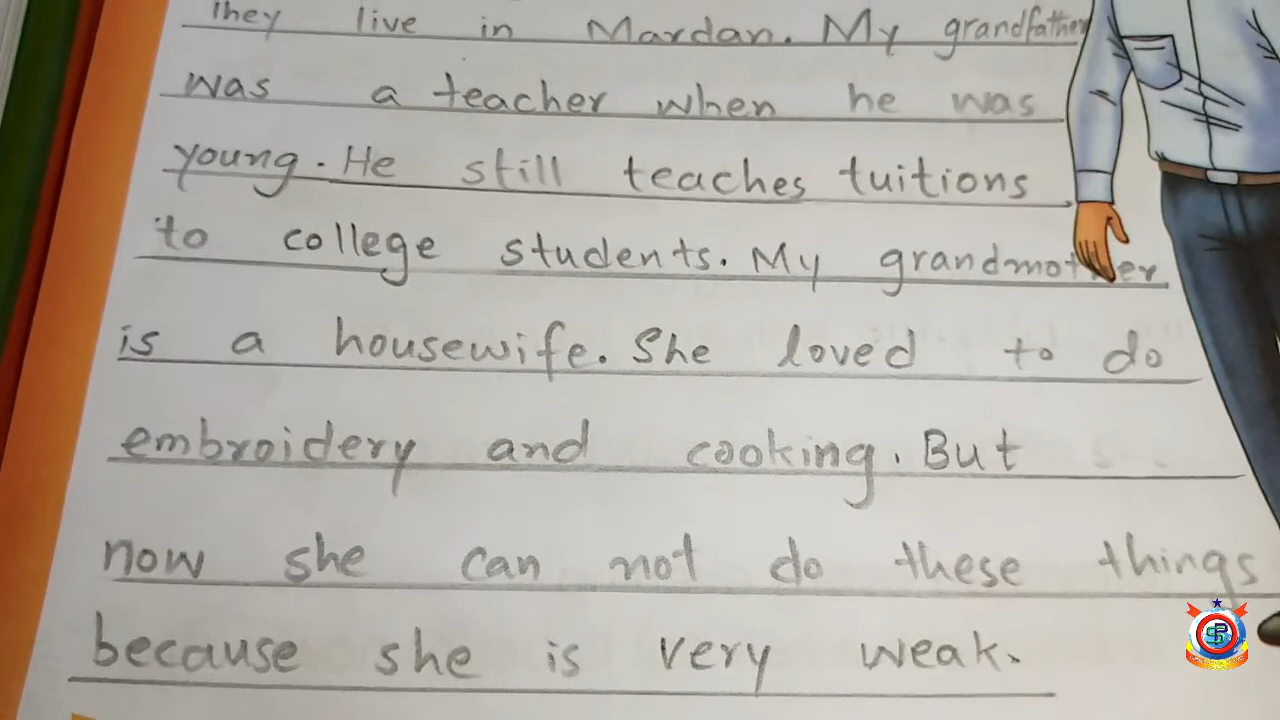 They live in Mardan. My grandfather
was a teacher when he was
young. He still teaches tuitions
to college students. My grandmother
is a housewife. She loved to do
embroidery and cooking. But
now she can not do these things
because she is very weak.